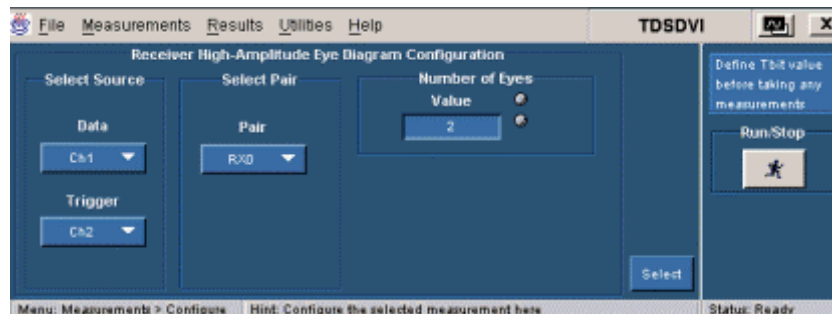 File Measurements Results Utilities Help TDSDVI
Receiver High-Amplitude Eye Diagram Configuration
Select Source
Data
Ch1
Trigger
Ch2
Select Pair
Pair
RX0
Number of Eyes
Value
2
Select
Define Tbit value
before taking any
measurements
Run/Stop
Menu: Measurements > Configure
Hint: Configure the selected measurement here
Status: Ready